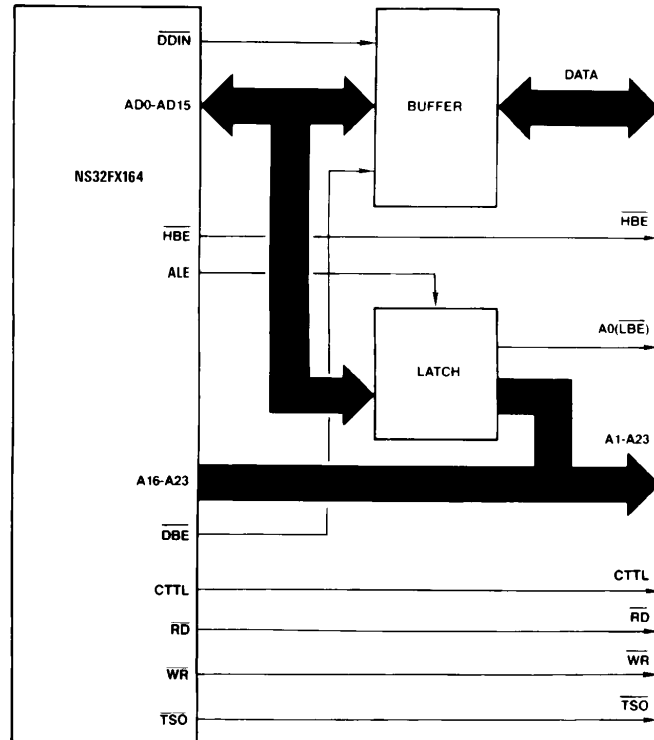 DDIN
DATA
AD0-AD15
BUFFER
NS32FX164
HBE
HBE
ALE
A0(LBE)
LATCH
A1-A23
A16-A23
DBE
CTTL
CTTL
RD
RD
WR
WR
TSO
TSO